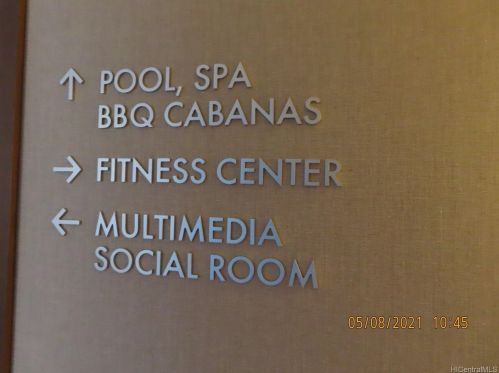 ↑ POOL, SPA
BBQ CABANAS
→ FITNESS CENTER
← MULTIMEDIA
SOCIAL ROOM
05/08/2021 10:45
HICentralMLS